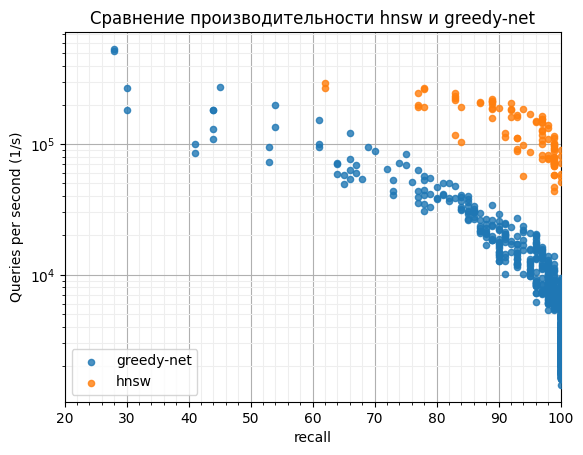 Сравнение производительности hnsw и greedy-net
Queries per second (1/s)
10^5
10^4
greedy-net
hnsw
20 30 40 50 60 70 80 90 100
recall